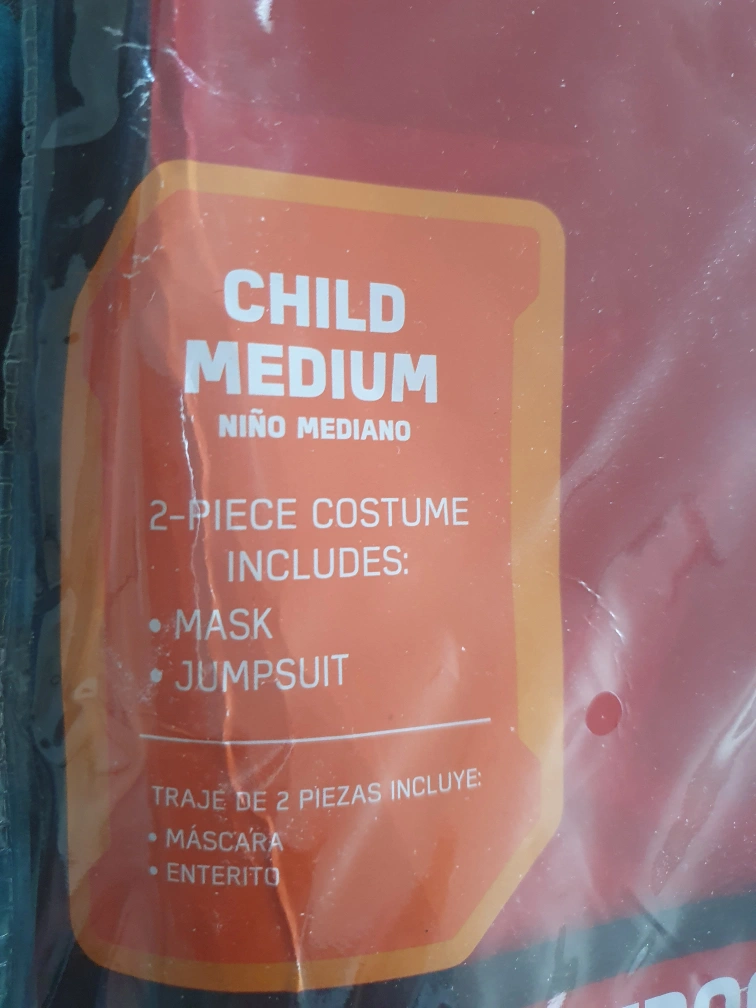 CHILD
MEDIUM
NIÑO MEDIANO
2-PIECE COSTUME
INCLUDES:
• MASK
• JUMPSUIT
TRAJE DE 2 PIEZAS INCLUYE:
• MÁSCARA
• ENTERITO